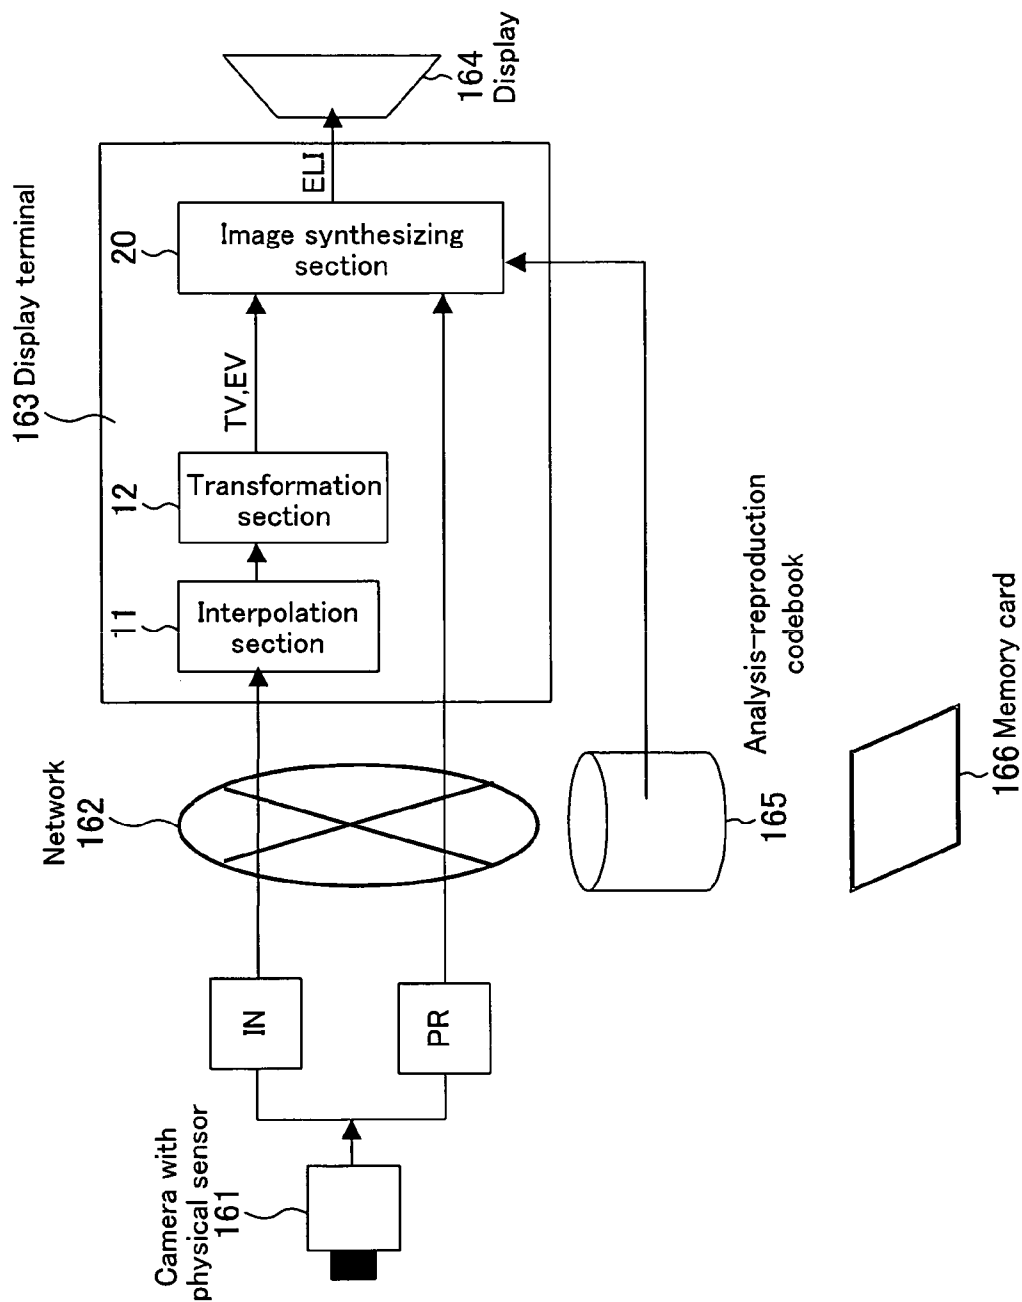 Camera with
physical sensor
161
IN
PR
Network
162
163 Display terminal
11
Interpolation
section
12
Transformation
section
TV,EV
20
Image synthesizing
section
ELI
164
Display
165
Analysis-reproduction
codebook
166 Memory card